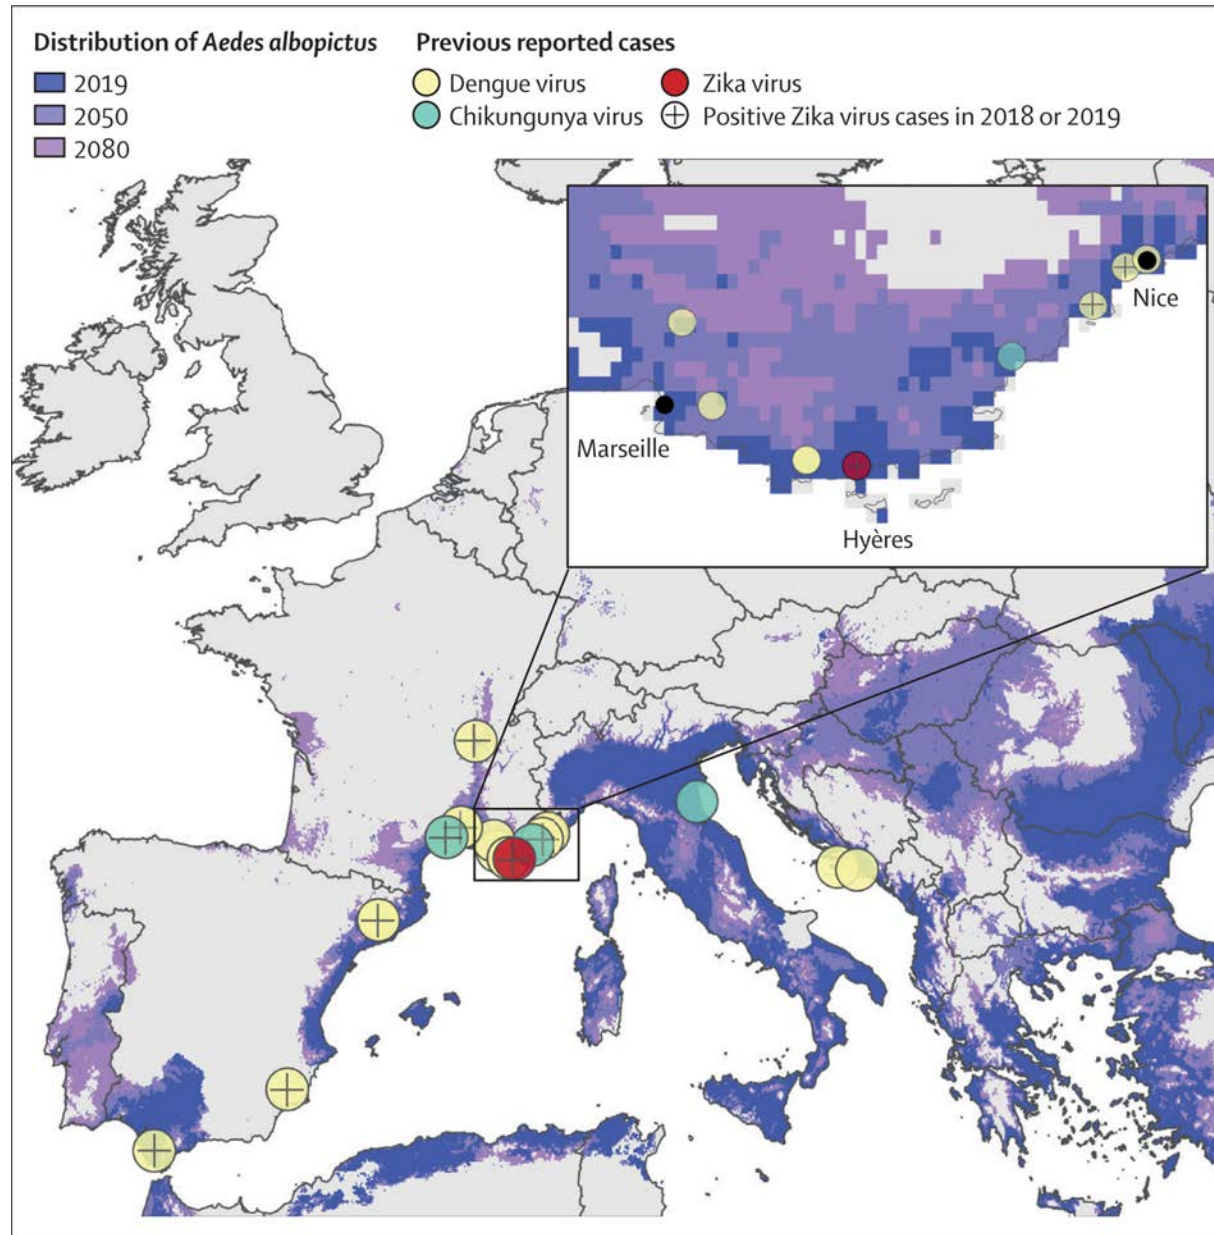 Distribution of Aedes albopictus
2019
2050
2080
Previous reported cases
Dengue virus
Chikungunya virus
Zika virus
Positive Zika virus cases in 2018 or 2019
Nice
Marseille
Hyères